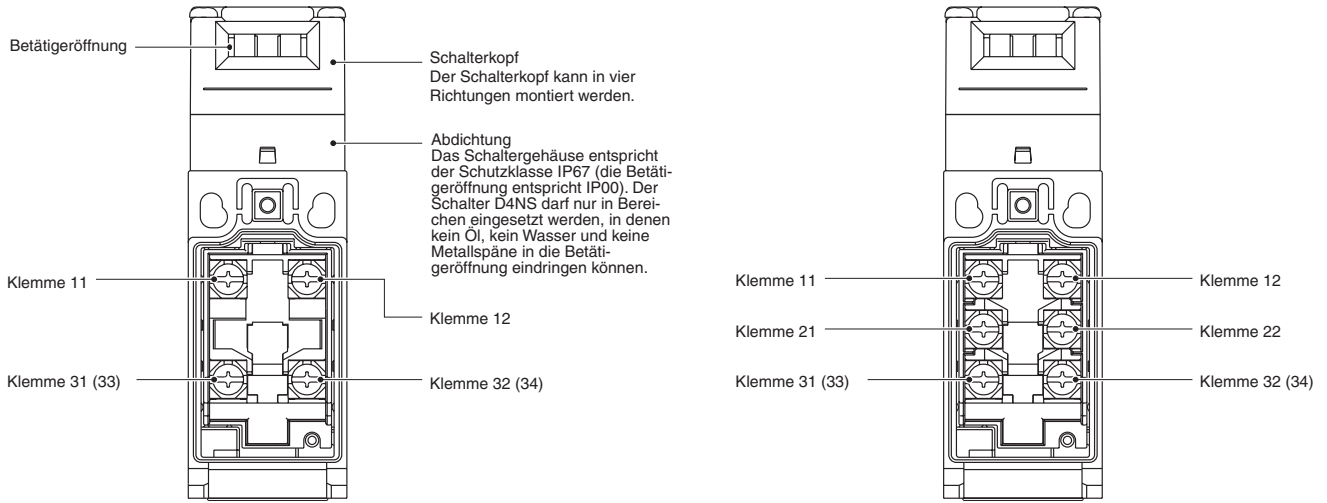 Betätigeröffnung
Schalterkopf
Der Schalterkopf kann in vier
Richtungen montiert werden.
Abdichtung
Das Schaltergehäuse entspricht
der Schutzklasse IP67 (die Betäti-
geröffnung entspricht IP00). Der
Schalter D4NS darf nur in Berei-
chen eingesetzt werden, in denen
kein Öl, kein Wasser und keine
Metallspäne in die Betäti-
geröffnung eindringen können.
Klemme 11
Klemme 12
Klemme 31 (33)
Klemme 32 (34)
Klemme 11
Klemme 12
Klemme 21
Klemme 22
Klemme 31 (33)
Klemme 32 (34)